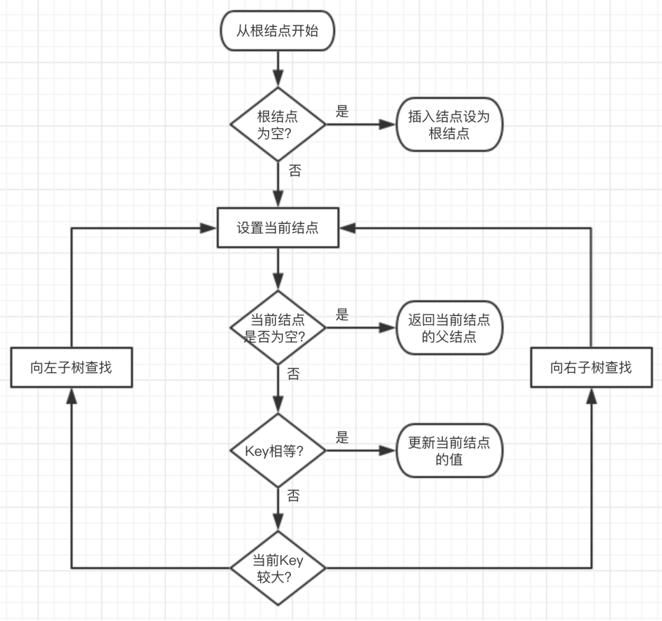 从根结点开始
根结点
为空?
是
插入结点设为
根结点
否
设置当前结点
当前结点
是否为空?
是
返回当前结点
的父结点
向左子树查找
向右子树查找
否
Key相等?
是
更新当前结点
的值
否
当前Key
较大?